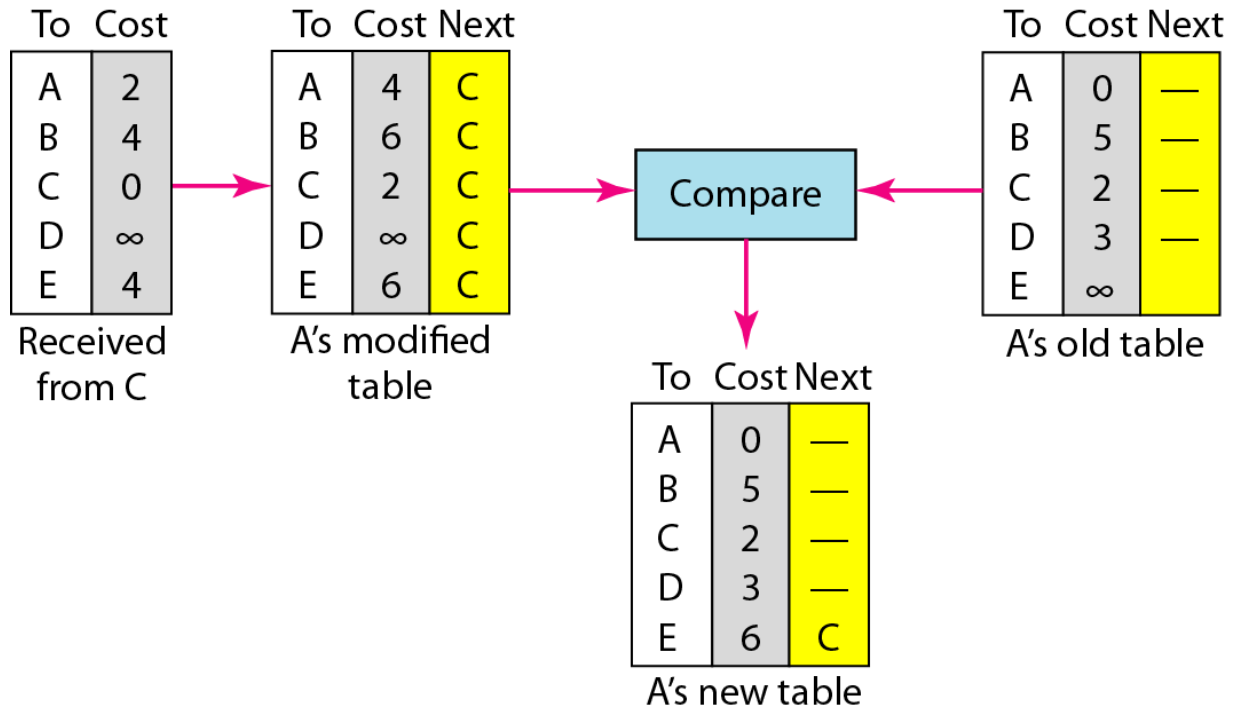 To Cost
A 2
B 4
C 0
D ∞
E 4
Received
from C
To Cost Next
A 4 C
B 6 C
C 2 C
D ∞ C
E 6 C
A's modified
table
Compare
To Cost Next
A 0 —
B 5 —
C 2 —
D 3 —
E ∞
A's old table
To Cost Next
A 0 —
B 5 —
C 2 —
D 3 —
E 6 C
A's new table